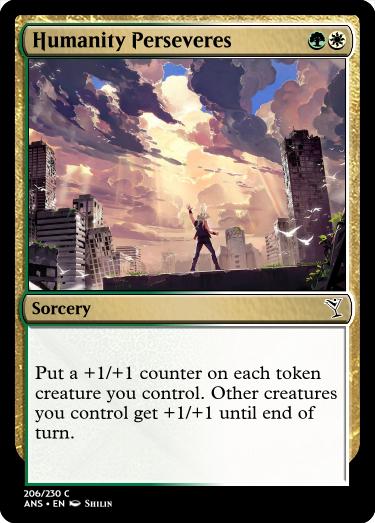 Humanity Perseveres
Sorcery
Put a +1/+1 counter on each token
creature you control. Other creatures
you control get +1/+1 until end of
turn.
206/230 C
ANS • EN Shilin